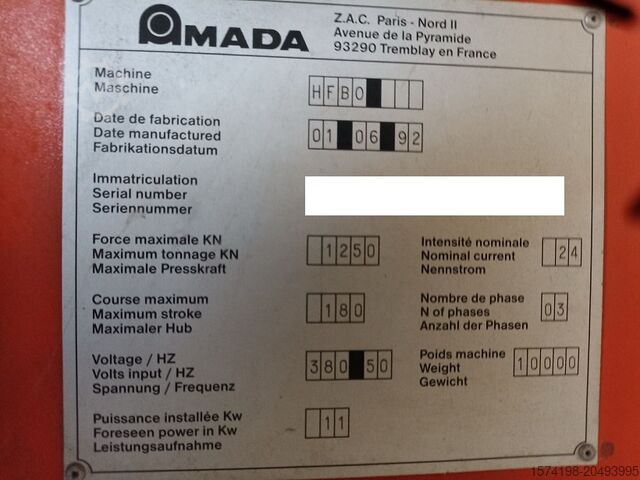 AMADA
Z.A.C. Paris - Nord II
Avenue de la Pyramide
93290 Tremblay en France
Machine
Maschine
HFBO
Date de fabrication
Date manufactured
Fabrikationsdatum
01 06 92
Immatriculation
Serial number
Seriennummer
Force maximale KN
Maximum tonnage KN
Maximale Presskraft
1250
Intensité nominale
Nominal current
Nennstrom
24
Course maximum
Maximum stroke
Maximaler Hub
180
Nombre de phase
N of phases
Anzahl der Phasen
03
Voltage / HZ
Volts input / HZ
Spannung / Frequenz
380 50
Poids machine
Weight
Gewicht
10000
Puissance installée Kw
Foreseen power in Kw
Leistungsaufnahme
11
1574198-20493995